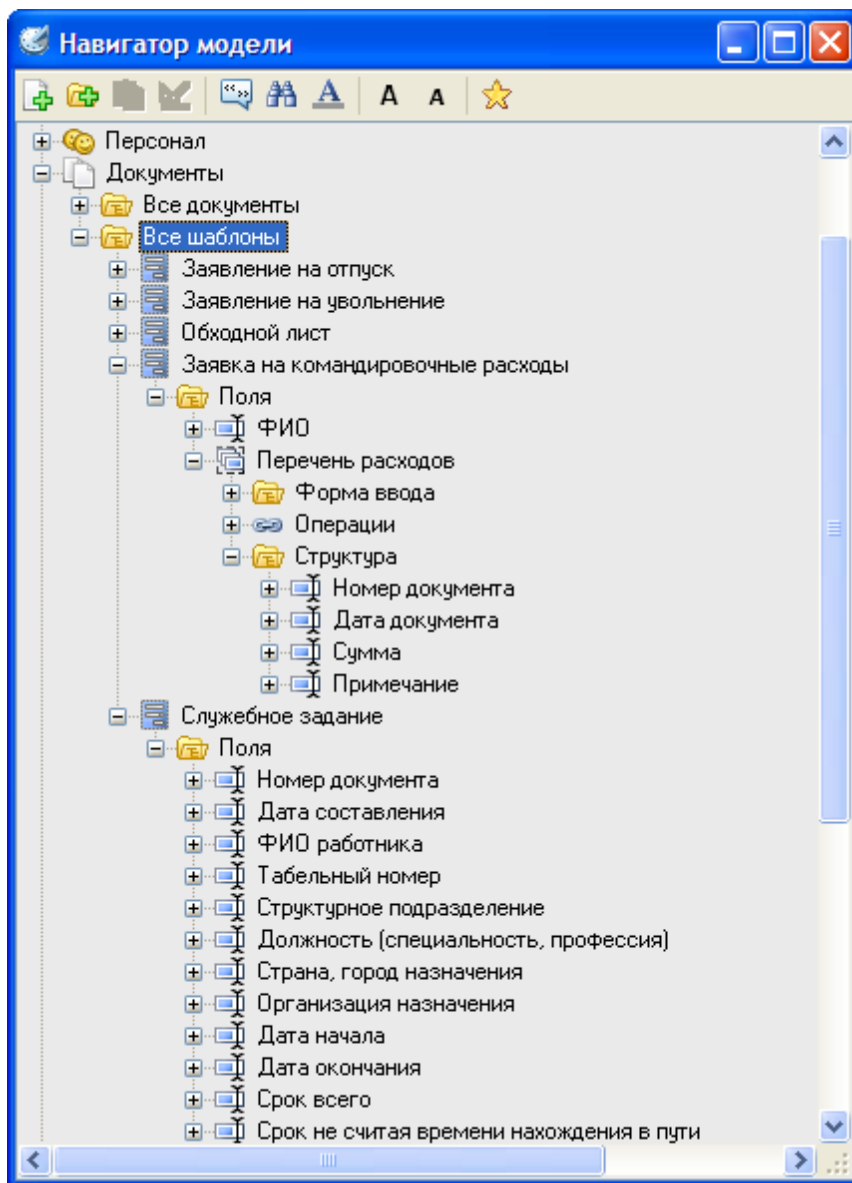 Навигатор модели
A A A
Персонал
Документы
Все документы
Все шаблоны
Заявление на отпуск
Заявление на увольнение
Обходной лист
Заявка на командировочные расходы
Поля
ФИО
Перечень расходов
Форма ввода
Операции
Структура
Номер документа
Дата документа
Сумма
Примечание
Служебное задание
Поля
Номер документа
Дата составления
ФИО работника
Табельный номер
Структурное подразделение
Должность (специальность, профессия)
Страна, город назначения
Организация назначения
Дата начала
Дата окончания
Срок всего
Срок не считая времени нахождения в пути